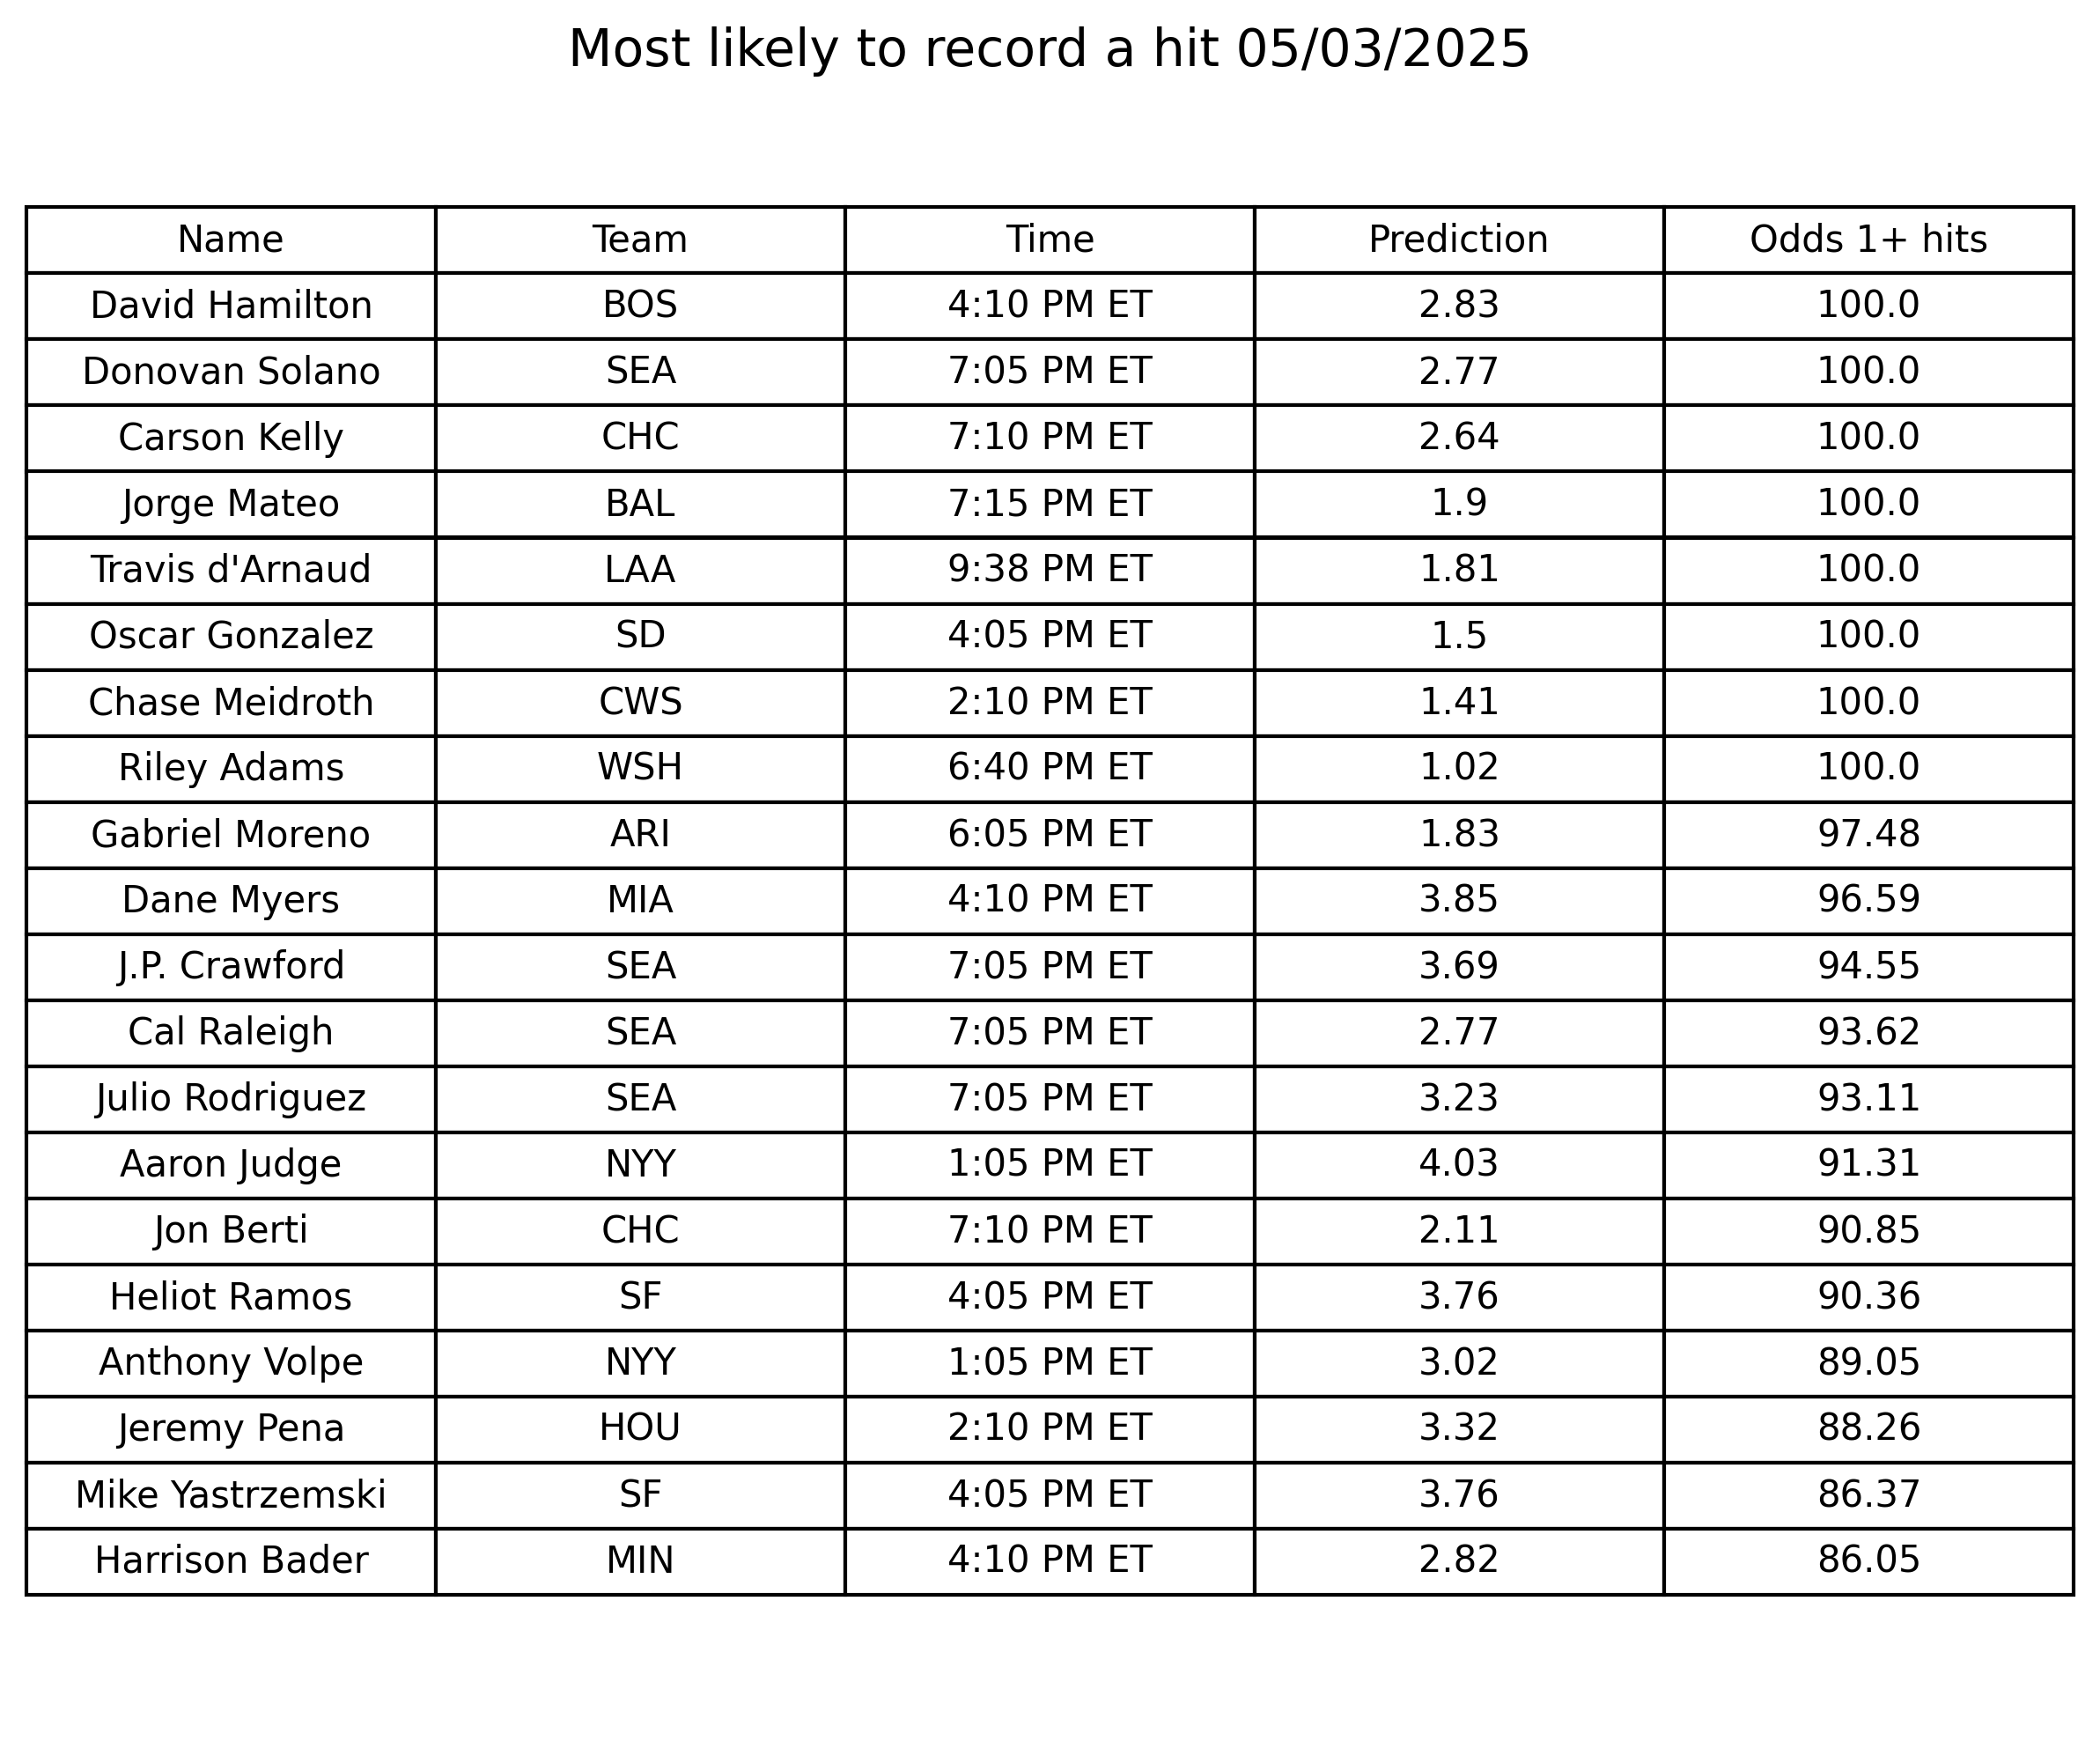 Most likely to record a hit 05/03/2025
Name Team Time Prediction Odds 1+ hits
David Hamilton BOS 4:10 PM ET 2.83 100.0
Donovan Solano SEA 7:05 PM ET 2.77 100.0
Carson Kelly CHC 7:10 PM ET 2.64 100.0
Jorge Mateo BAL 7:15 PM ET 1.9 100.0
Travis d'Arnaud LAA 9:38 PM ET 1.81 100.0
Oscar Gonzalez SD 4:05 PM ET 1.5 100.0
Chase Meidroth CWS 2:10 PM ET 1.41 100.0
Riley Adams WSH 6:40 PM ET 1.02 100.0
Gabriel Moreno ARI 6:05 PM ET 1.83 97.48
Dane Myers MIA 4:10 PM ET 3.85 96.59
J.P. Crawford SEA 7:05 PM ET 3.69 94.55
Cal Raleigh SEA 7:05 PM ET 2.77 93.62
Julio Rodriguez SEA 7:05 PM ET 3.23 93.11
Aaron Judge NYY 1:05 PM ET 4.03 91.31
Jon Berti CHC 7:10 PM ET 2.11 90.85
Heliot Ramos SF 4:05 PM ET 3.76 90.36
Anthony Volpe NYY 1:05 PM ET 3.02 89.05
Jeremy Pena HOU 2:10 PM ET 3.32 88.26
Mike Yastrzemski SF 4:05 PM ET 3.76 86.37
Harrison Bader MIN 4:10 PM ET 2.82 86.05